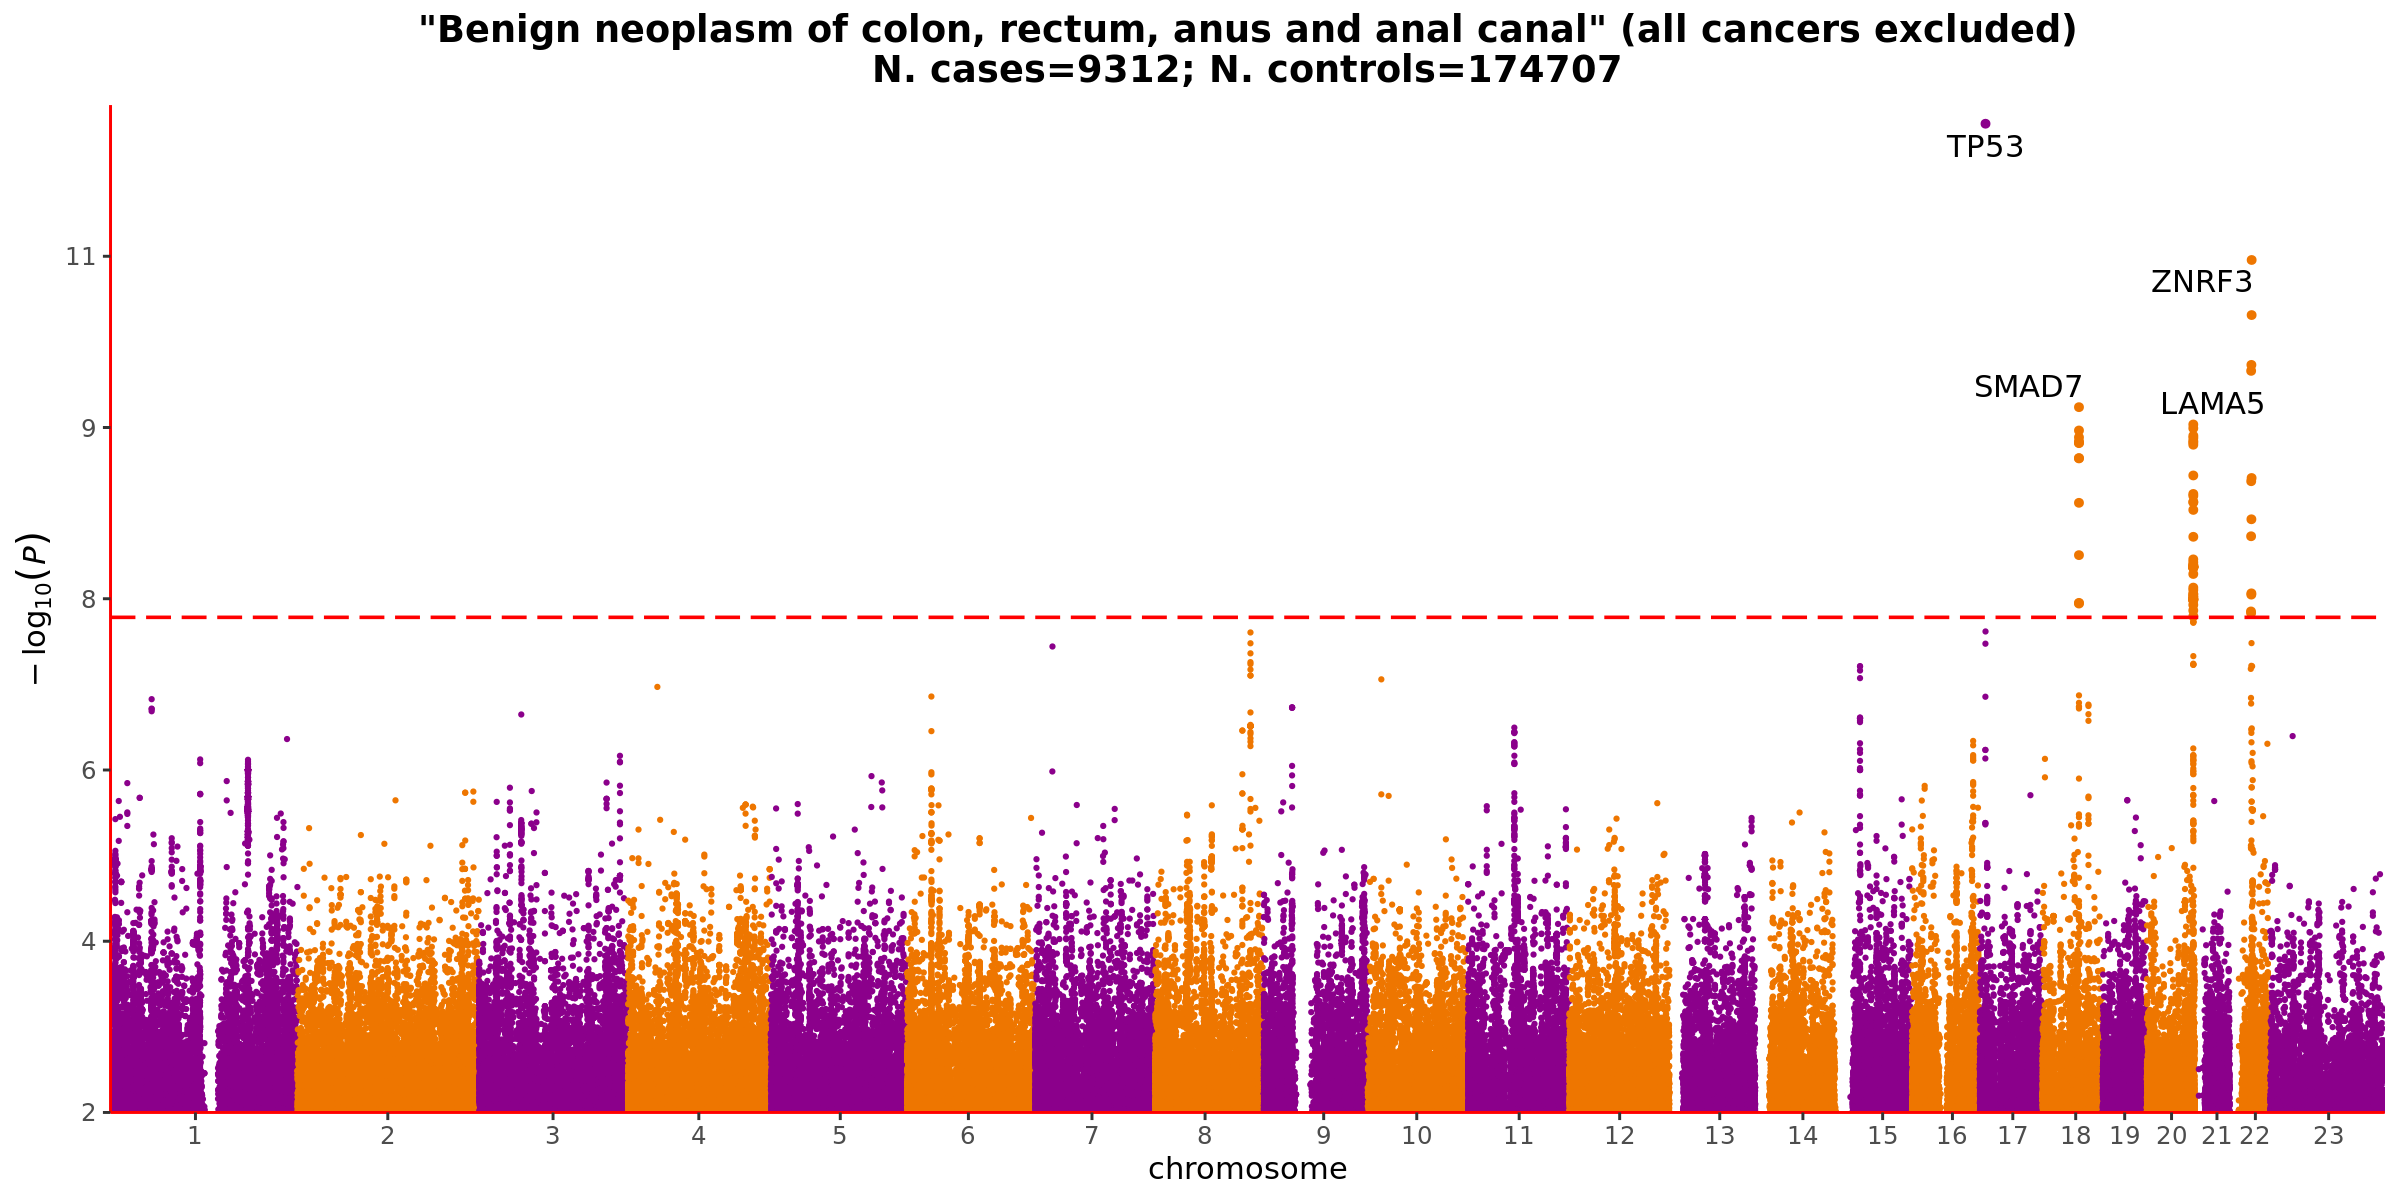 "Benign neoplasm of colon, rectum, anus and anal canal" (all cancers excluded)
N. cases=9312; N. controls=174707
TP53
11
ZNRF3
SMAD7
LAMA5
9
8
6
4
2
− log10(P)
1 2 3 4 5 6 7 8 9 10 11 12 13 14 15 16 17 18 19 20 21 22 23
chromosome